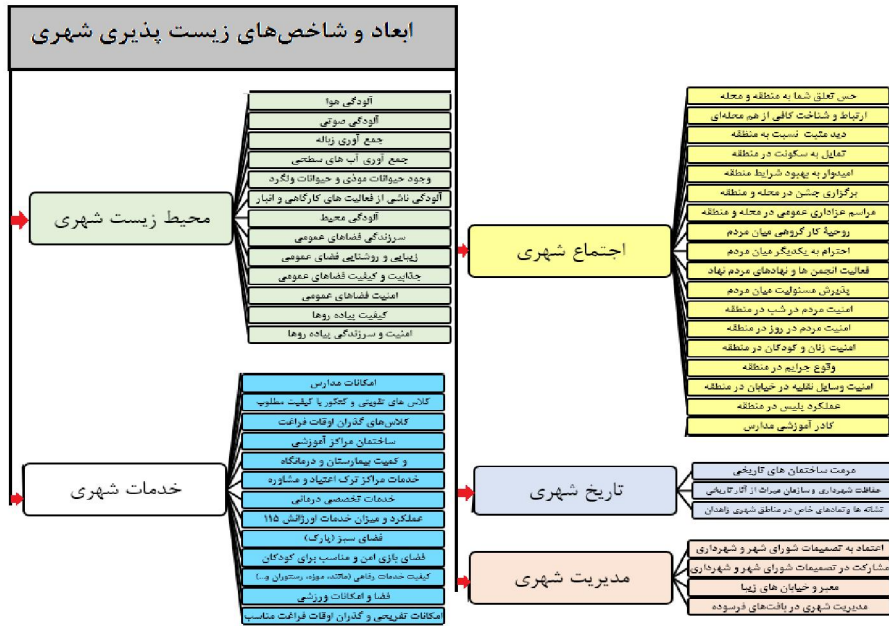 ابعاد و شاخص‌های زیست پذیری شهری
اجتماع شهری
حس تعلق شما به منطقه و محله
ارتباط و شناخت کافی از هم محله‌ای
دید مثبت نسبت به منطقه
تمایل به سکونت در منطقه
امیدوار به بهبود شرایط منطقه
برگزاری جشن در محله و منطقه
مراسم عزاداری عمومی در محله و منطقه
روحیهٔ کار گروهی میان مردم
احترام به یکدیگر میان مردم
فعالیت انجمن ها و نهادهای مردم نهاد
پذیرش مسئولیت میان مردم
امنیت مردم در شب در منطقه
امنیت مردم در روز در منطقه
امنیت زنان و کودکان در منطقه
وقوع جرایم در منطقه
امنیت وسایل نقلیه در خیابان در منطقه
عملکرد پلیس در منطقه
کادر آموزشی مدارس
تاریخ شهری
مرمت ساختمان های تاریخی
حفاظت شهرداری و سازمان میراث از آثار تاریخی
نشانه ها و نمادهای خاص در مناطق شهری زاهدان
مدیریت شهری
اعتماد به تصمیمات شورای شهر و شهرداری
مشارکت در تصمیمات شورای شهر و شهرداری
معبر و خیابان های زیبا
مدیریت شهری در بافت‌های فرسوده
محیط زیست شهری
آلودگی هوا
آلودگی صوتی
جمع آوری زباله
جمع آوری آب های سطحی
وجود حیوانات موذی و حیوانات ولگرد
آلودگی ناشی از فعالیت های کارگاهی و انبار
آلودگی محیط
سرزندگی فضاهای عمومی
زیبایی و روشنایی فضای عمومی
جذابیت و کیفیت فضاهای عمومی
امنیت فضاهای عمومی
کیفیت پیاده روها
امنیت و سرزندگی پیاده روها
خدمات شهری
امکانات مدارس
کلاس های تقویتی و کنکور با کیفیت مطلوب
کلاس‌های گذران اوقات فراغت
ساختمان مراکز آموزشی
و کمیت بیمارستان و درمانگاه
خدمات مراکز ترک اعتیاد و مشاوره
خدمات تخصصی درمانی
عملکرد و میزان خدمات اورژانس ۱۱۵
فضای سبز (پارک)
فضای بازی امن و مناسب برای کودکان
کیفیت خدمات رفاهی (مانند، موزه، رستوران و...)
فضا و امکانات ورزشی
امکانات تفریحی و گذران اوقات فراغت مناسب